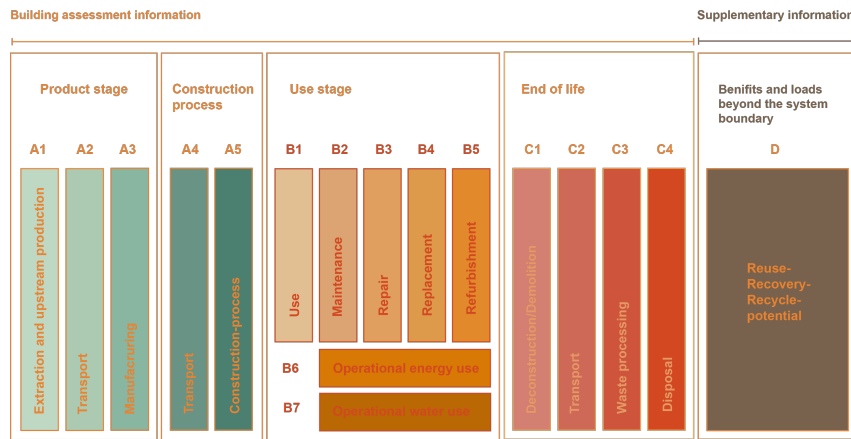 Building assessment information
Supplementary information
Product stage
Construction
process
Use stage
End of life
Benifits and loads
beyond the system
boundary
A1
A2
A3
A4
A5
B1
B2
B3
B4
B5
C1
C2
C3
C4
D
Extraction and upstream production
Transport
Manufacruring
Transport
Construction-process
Use
Maintenance
Repair
Replacement
Refurbishment
B6
Operational energy use
B7
Operational water use
Deconstruction/Demolition
Transport
Waste processing
Disposal
Reuse-
Recovery-
Recycle-
potential